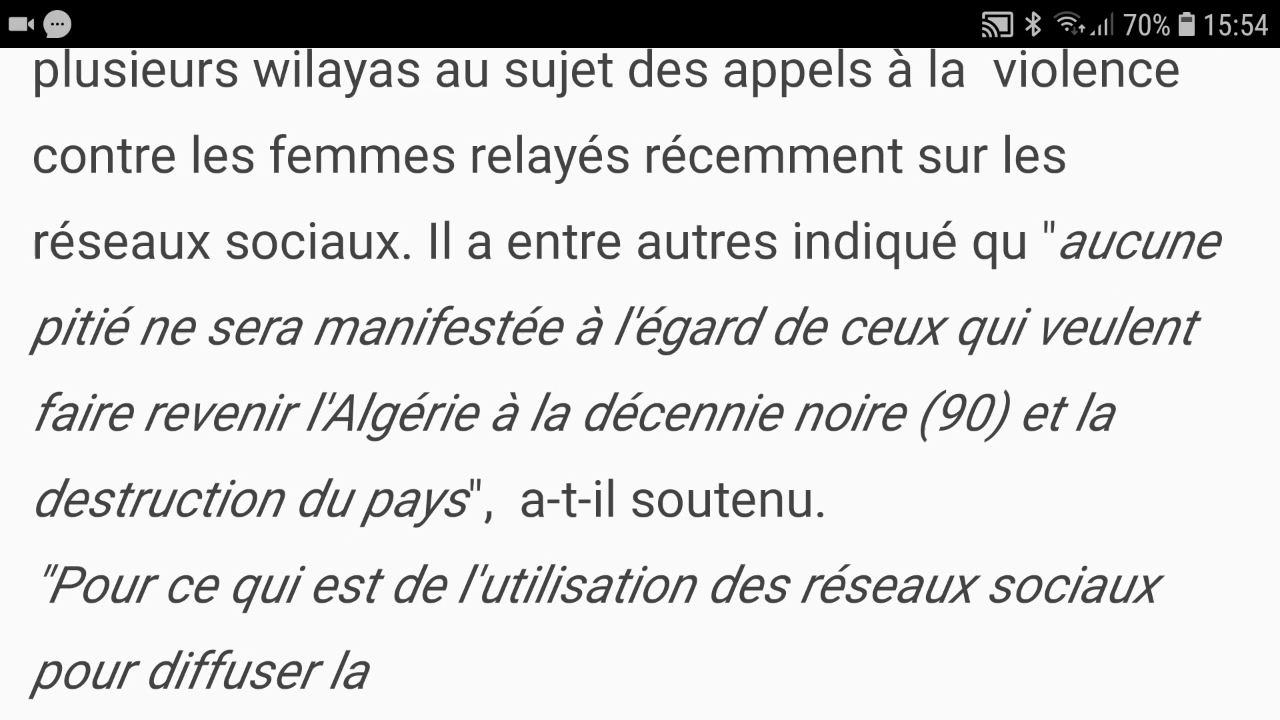 70% 15:54
plusieurs wilayas au sujet des appels à la violence
contre les femmes relayés récemment sur les
réseaux sociaux. Il a entre autres indiqué qu "aucune
pitié ne sera manifestée à l'égard de ceux qui veulent
faire revenir l'Algérie à la décennie noire (90) et la
destruction du pays", a-t-il soutenu.
"Pour ce qui est de l'utilisation des réseaux sociaux
pour diffuser la